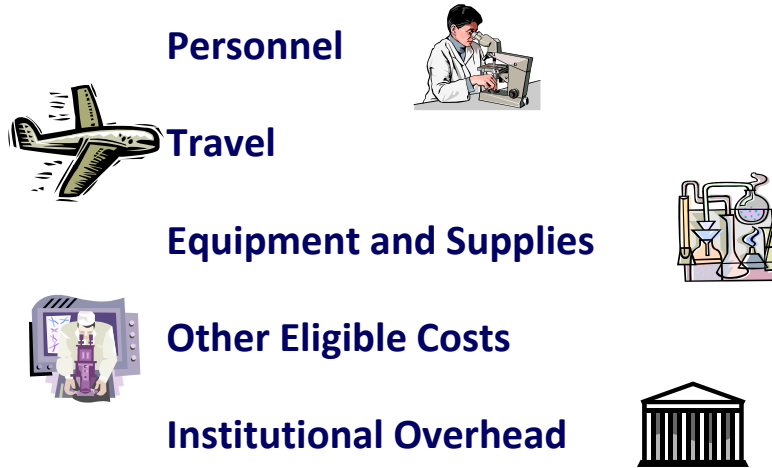 Personnel
Travel
Equipment and Supplies
Other Eligible Costs
Institutional Overhead